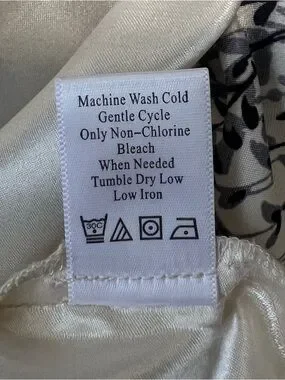 Machine Wash Cold
Gentle Cycle
Only Non-Chlorine
Bleach
When Needed
Tumble Dry Low
Low Iron
30C